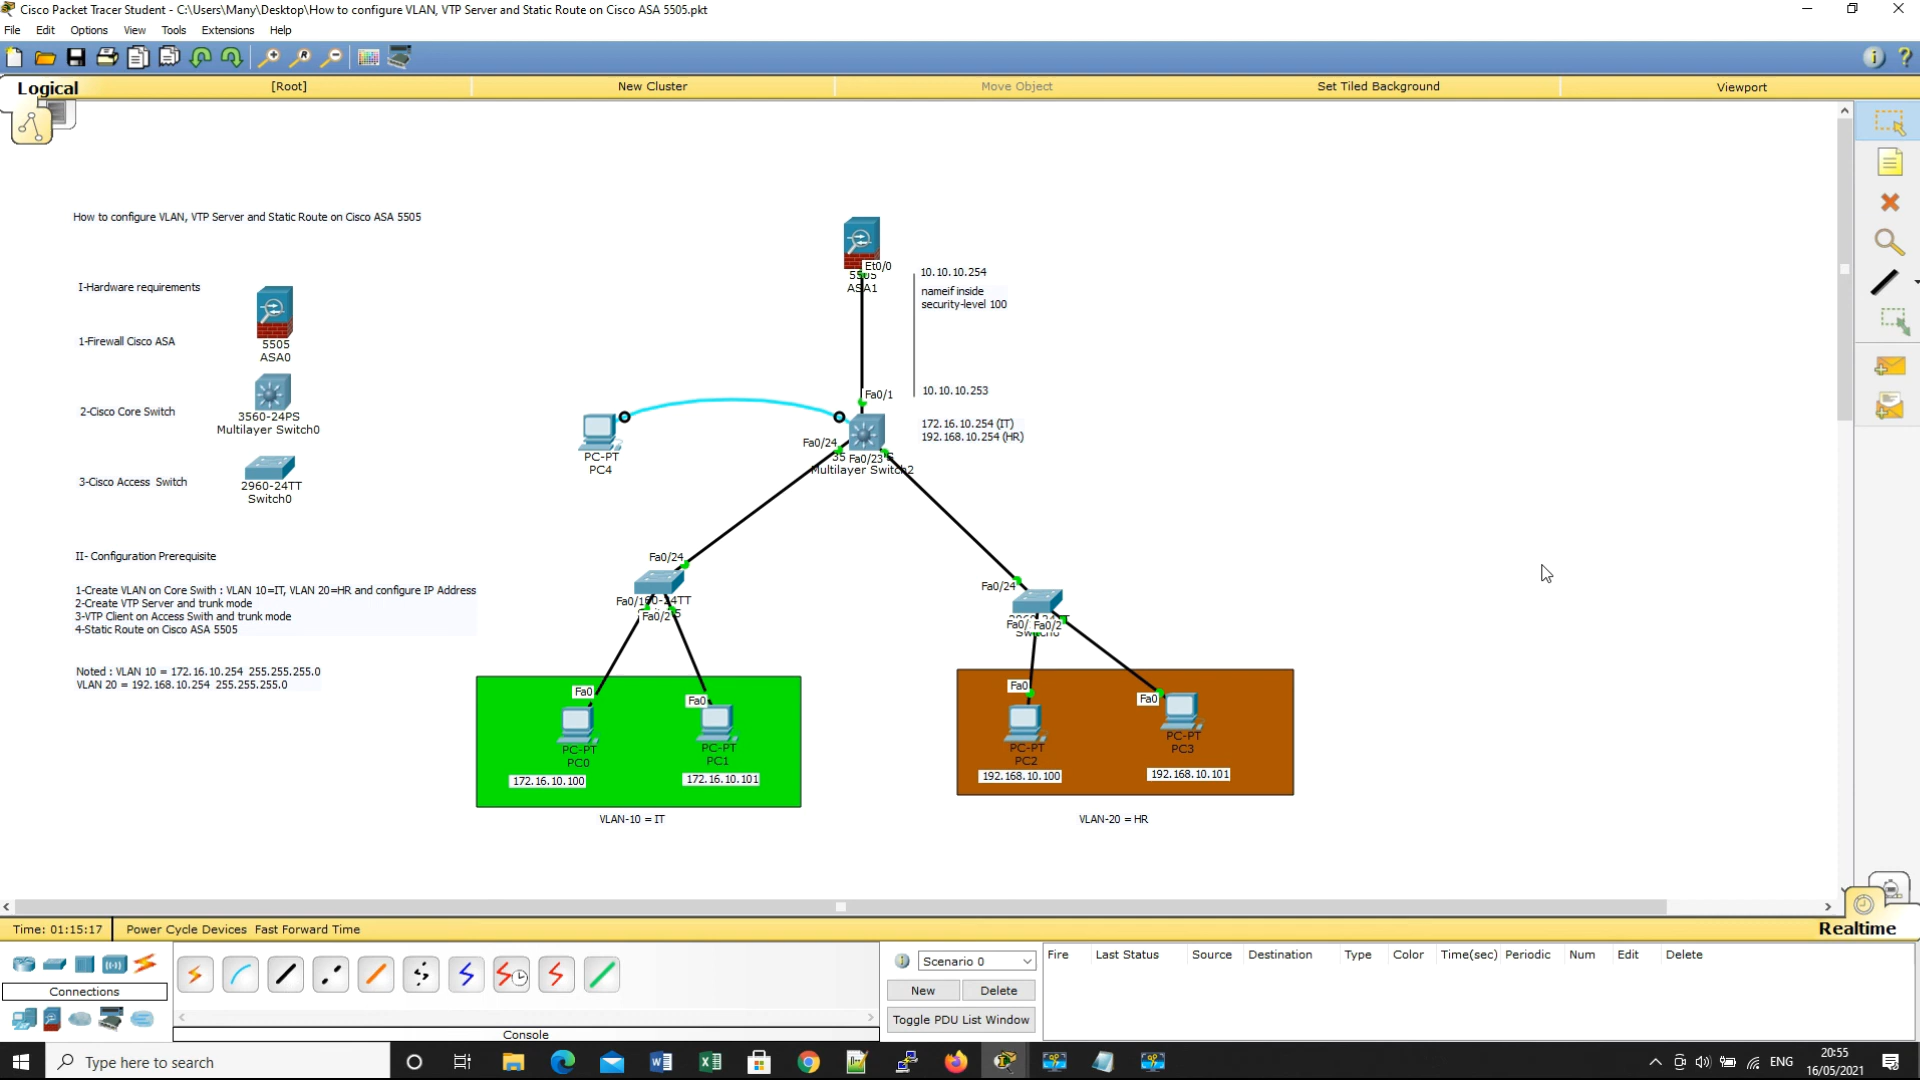 Cisco Packet Tracer Student - C:\Users\Many\Desktop\How to configure VLAN, VTP Server and Static Route on Cisco ASA 5505.pkt
File Edit Options View Tools Extensions Help
Logical [Root] New Cluster Move Object Set Tiled Background Viewport
How to configure VLAN, VTP Server and Static Route on Cisco ASA 5505
I-Hardware requirements
1-Firewall Cisco ASA
5505
ASA0
2-Cisco Core Switch
3560-24PS
Multilayer Switch0
3-Cisco Access Switch
2960-24TT
Switch0
II- Configuration Prerequisite
1-Create VLAN on Core Swith : VLAN 10=IT, VLAN 20=HR and configure IP Address
2-Create VTP Server and trunk mode
3-VTP Client on Access Swith and trunk mode
4-Static Route on Cisco ASA 5505
Noted : VLAN 10 = 172.16.10.254 255.255.255.0
VLAN 20 = 192.168.10.254 255.255.255.0
Et0/0
5505
ASA1
10.10.10.254
nameif inside
security-level 100
10.10.10.253
Fa0/1
172.16.10.254 (IT)
192.168.10.254 (HR)
PC-PT
PC4
Fa0/24
Fa0/23
Multilayer Switch2
Fa0/24
Fa0/1
Fa0/2
Fa0/24
Fa0/2
Fa0
PC-PT
PC0
172.16.10.100
Fa0
PC-PT
PC1
172.16.10.101
VLAN-10 = IT
Fa0
PC-PT
PC2
192.168.10.100
Fa0
PC-PT
PC3
192.168.10.101
VLAN-20 = HR
Time: 01:15:17 Power Cycle Devices Fast Forward Time Realtime
Connections
Console
Scenario 0
New Delete
Toggle PDU List Window
Fire Last Status Source Destination Type Color Time(sec) Periodic Num Edit Delete
Type here to search
ENG
20:55
16/05/2021